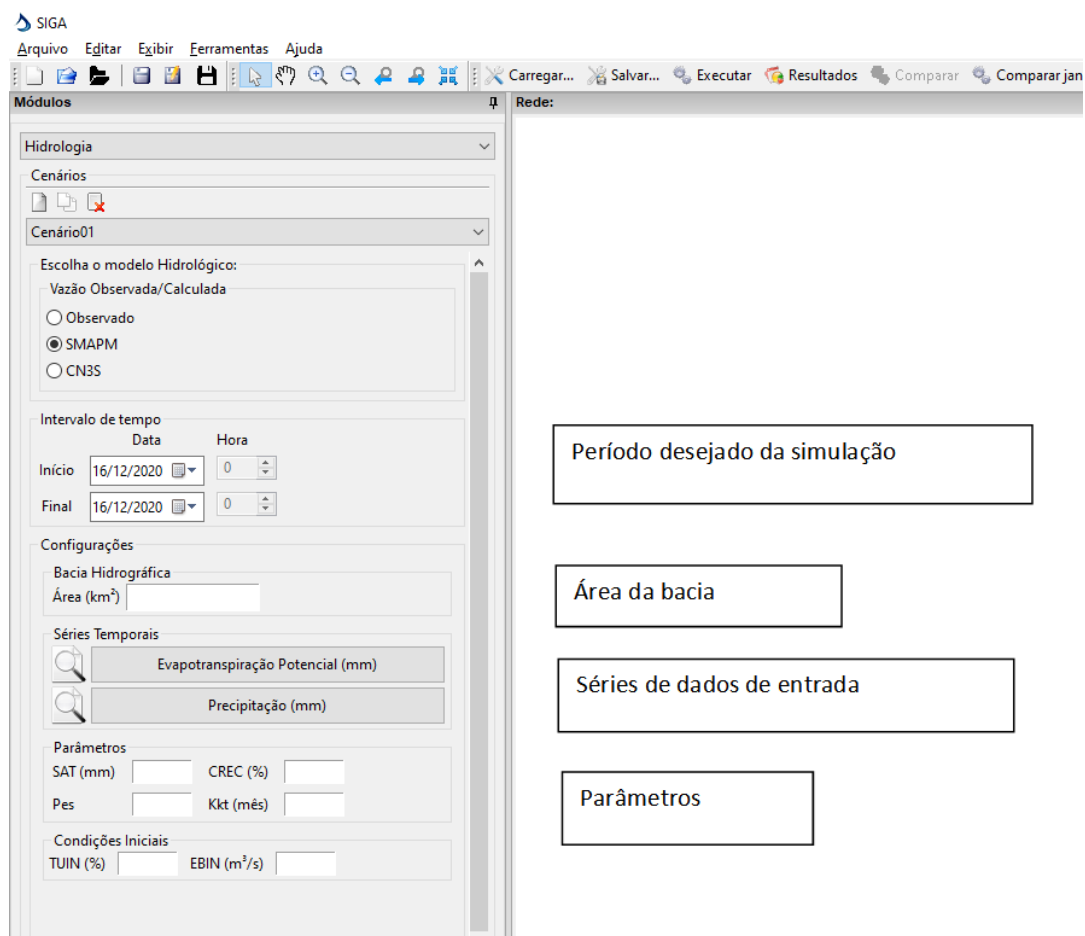 SIGA
Arquivo Editar Exibir Ferramentas Ajuda
Carregar... Salvar... Executar Resultados Comparar Comparar jan
Módulos
Rede:
Hidrologia
Cenários
Cenário01
Escolha o modelo Hidrológico:
Vazão Observada/Calculada
Observado
SMAPM
CN3S
Intervalo de tempo
Data Hora
Início 16/12/2020 0
Final 16/12/2020 0
Período desejado da simulação
Configurações
Bacia Hidrográfica
Área (km²)
Área da bacia
Séries Temporais
Evapotranspiração Potencial (mm)
Precipitação (mm)
Séries de dados de entrada
Parâmetros
SAT (mm) CREC (%)
Pes Kkt (mês)
Parâmetros
Condições Iniciais
TUIN (%) EBIN (m³/s)